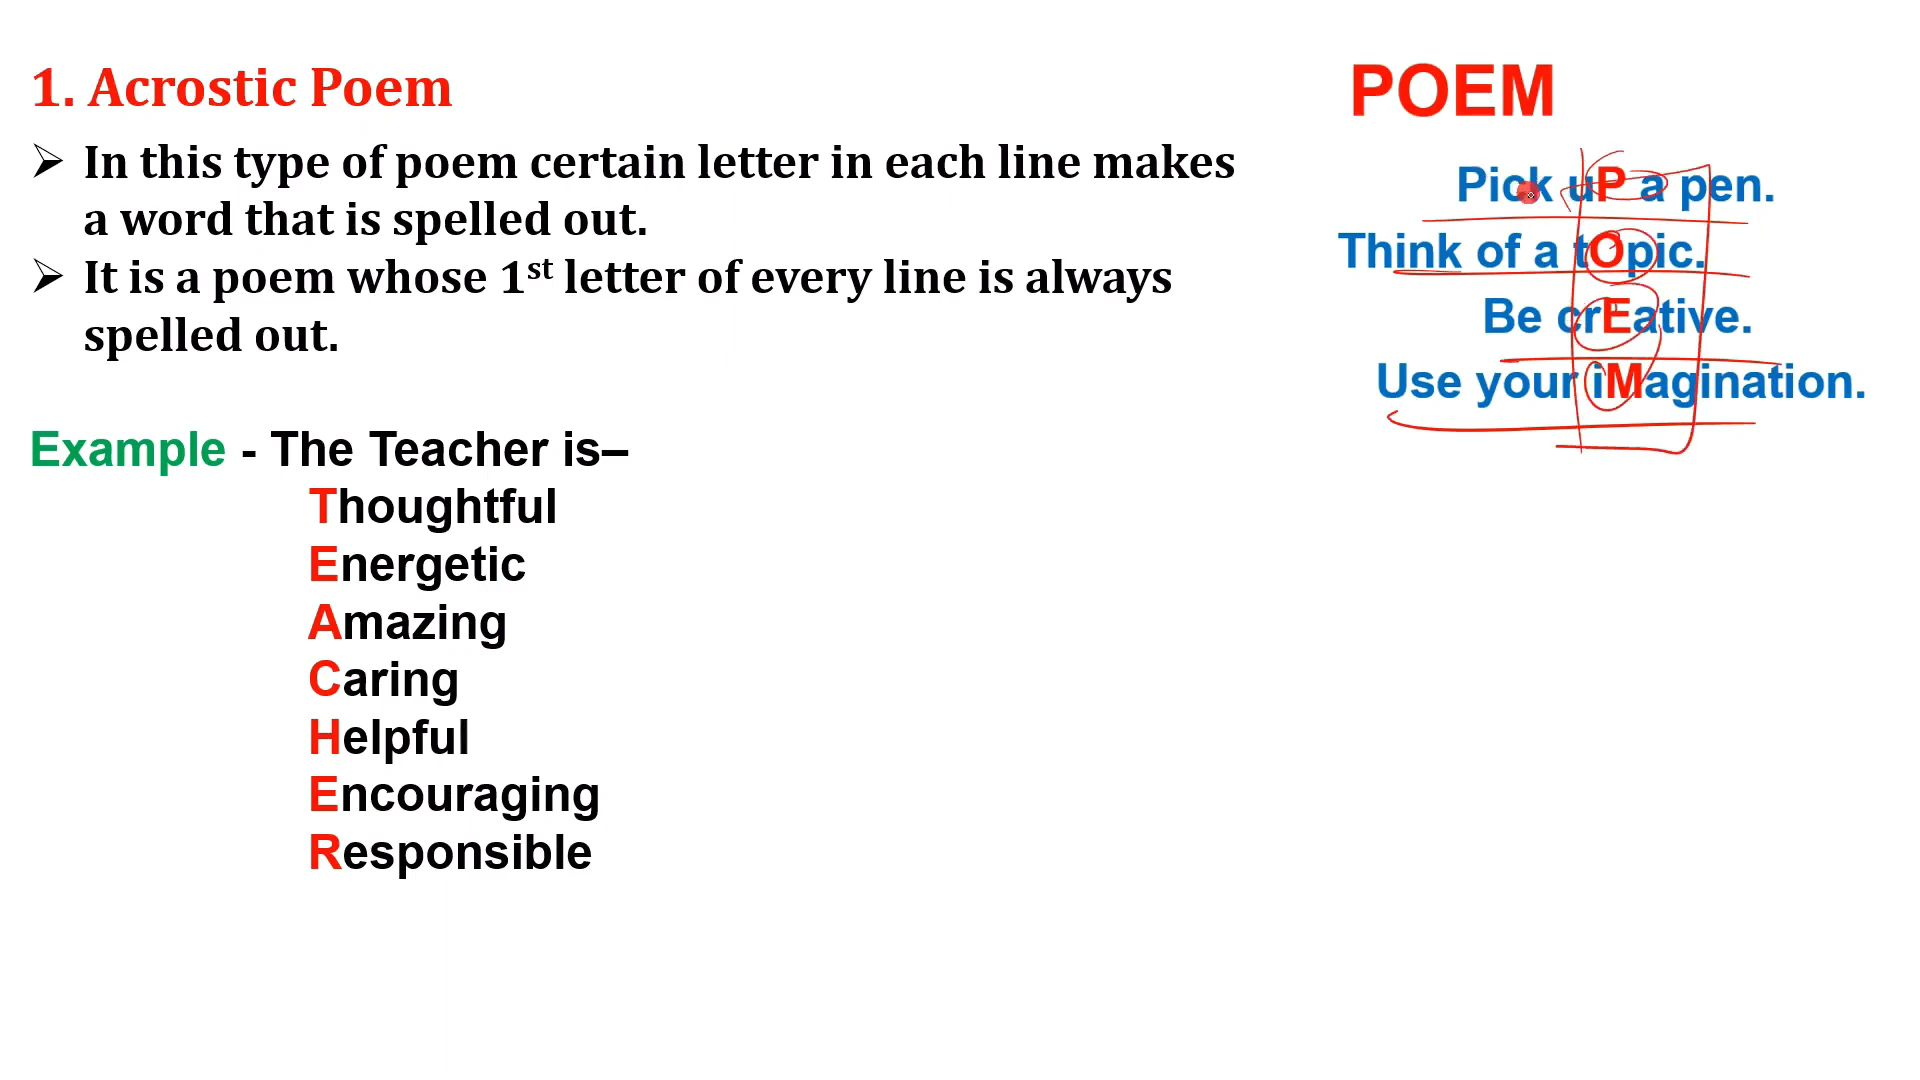 1. Acrostic Poem
➢ In this type of poem certain letter in each line makes
a word that is spelled out.
➢ It is a poem whose 1st letter of every line is always
spelled out.
Example - The Teacher is–
Thoughtful
Energetic
Amazing
Caring
Helpful
Encouraging
Responsible
POEM
Pick uP a pen.
Think of a tOpic.
Be crEative.
Use your iMagination.